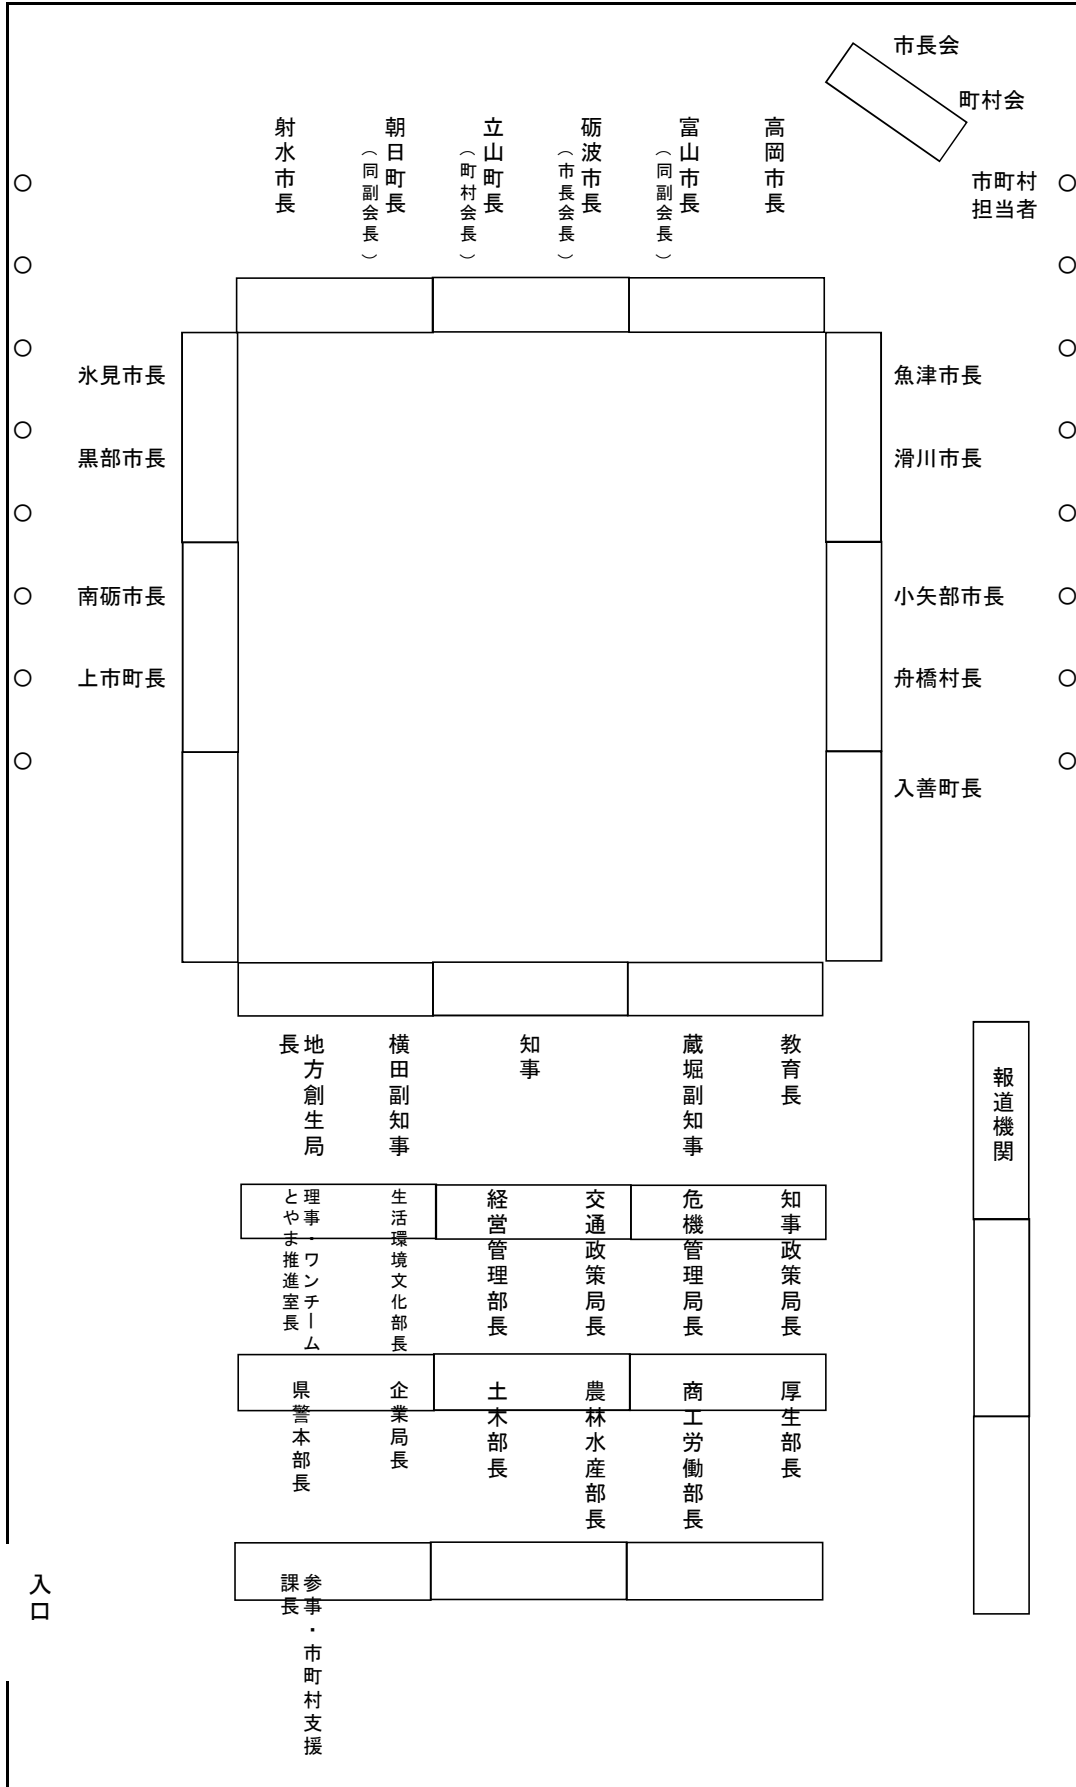 市長会
町村会
市町村
担当者
高岡市長
富山市長
（同副会長）
砺波市長
（市長会長）
立山町長
（町村会長）
朝日町長
（同副会長）
射水市長
氷見市長
黒部市長
南砺市長
上市町長
魚津市長
滑川市長
小矢部市長
舟橋村長
入善町長
教育長
蔵堀副知事
知事
横田副知事
地方創生局
長
報道機関
知事政策局長
危機管理局長
交通政策局長
経営管理部長
生活環境文化部長
理事・ワンチーム
とやま推進室長
厚生部長
商工労働部長
農林水産部長
土木部長
企業局長
県警本部長
参事・市町村支援
課長
入口